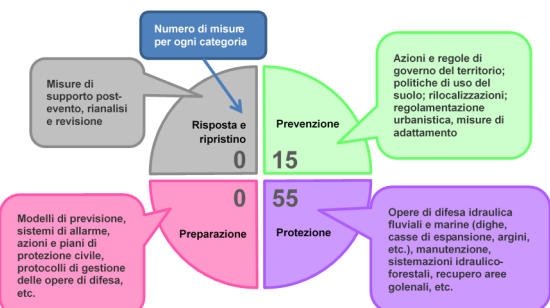 Numero di misure
per ogni categoria
Misure di
supporto post-
evento, rianalisi
e revisione
Risposta e
ripristino
0
Prevenzione
15
Azioni e regole di
governo del territorio;
politiche di uso del
suolo; rilocalizzazioni;
regolamentazione
urbanistica, misure di
adattamento
Modelli di previsione,
sistemi di allarme,
azioni e piani di
protezione civile,
protocolli di gestione
delle opere di difesa,
etc.
0
Preparazione
55
Protezione
Opere di difesa idraulica
fluviali e marine (dighe,
casse di espansione, argini,
etc.), manutenzione,
sistemazioni idraulico-
forestali, recupero aree
golenali, etc.